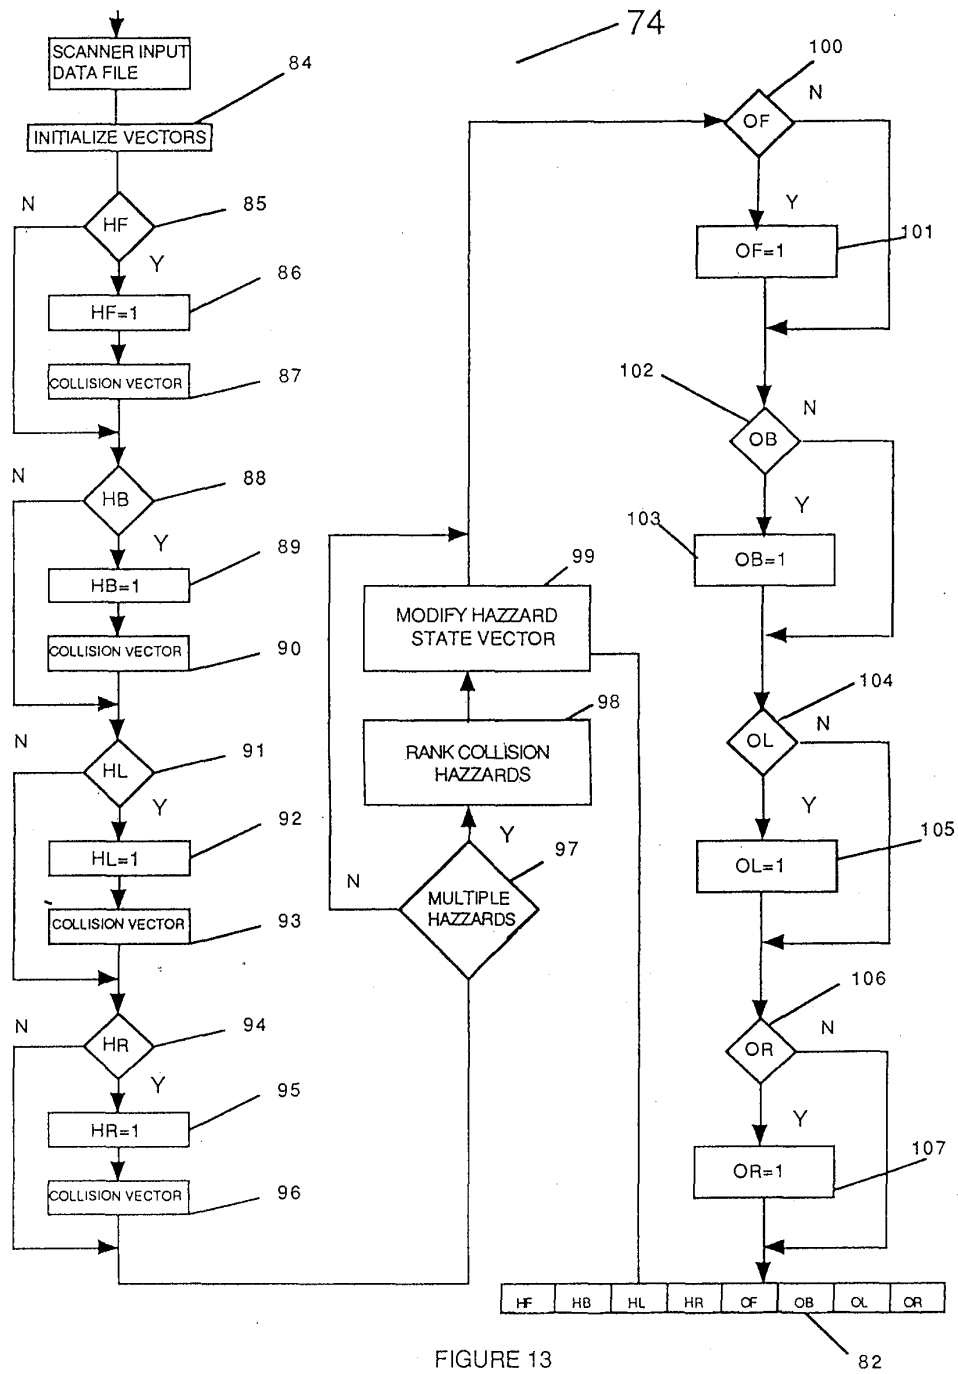 74
SCANNER INPUT
DATA FILE
84
INITIALIZE VECTORS
N
HF
85
Y
86
HF=1
COLLISION VECTOR
87
N
HB
88
Y
89
HB=1
COLLISION VECTOR
90
N
HL
91
Y
92
HL=1
COLLISION VECTOR
93
N
HR
94
Y
95
HR=1
COLLISION VECTOR
96
99
MODIFY HAZZARD
STATE VECTOR
98
RANK COLLISION
HAZZARDS
Y
97
N
MULTIPLE
HAZZARDS
100
N
OF
Y
101
OF=1
102
N
OB
Y
103
OB=1
104
N
OL
Y
105
OL=1
106
N
OR
Y
107
OR=1
HF HB HL HR OF OB OL OR
82
FIGURE 13